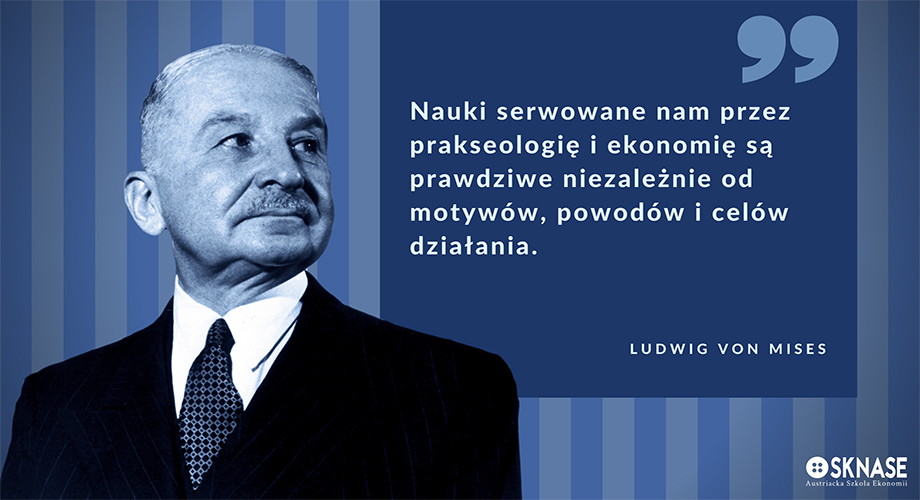 Nauki serwowane nam przez
prakseologię i ekonomię są
prawdziwe niezależnie od
motywów, powodów i celów
działania.
LUDWIG VON MISES
SKNASE
Austriacka Szkoła Ekonomii